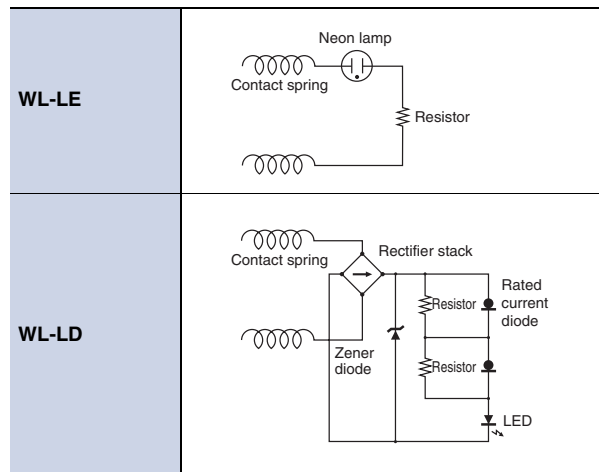 WL-LE
Neon lamp
Contact spring
Resistor
WL-LD
Contact spring
Rectifier stack
Zener
diode
Resistor
Resistor
Rated
current
diode
LED